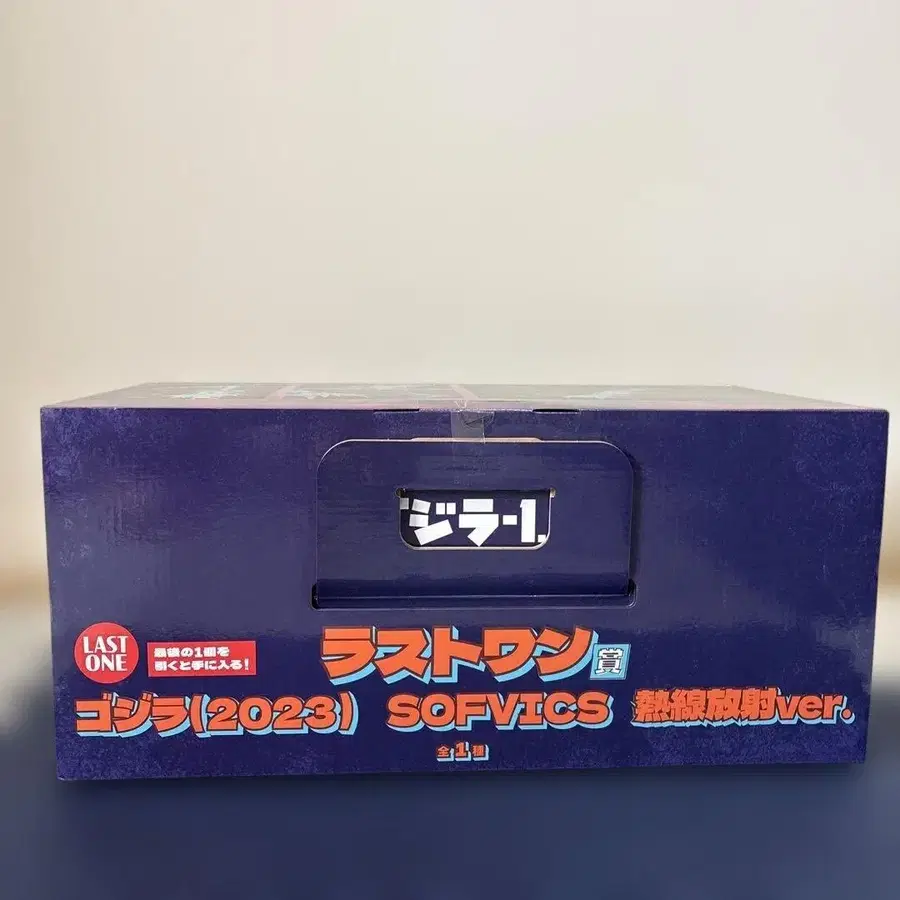 ジラ-1.
LAST
ONE
最後の1個を
引くと手に入る!
ラストワン賞
ゴジラ(2023) SOFVICS 熱線放射ver.
全1種